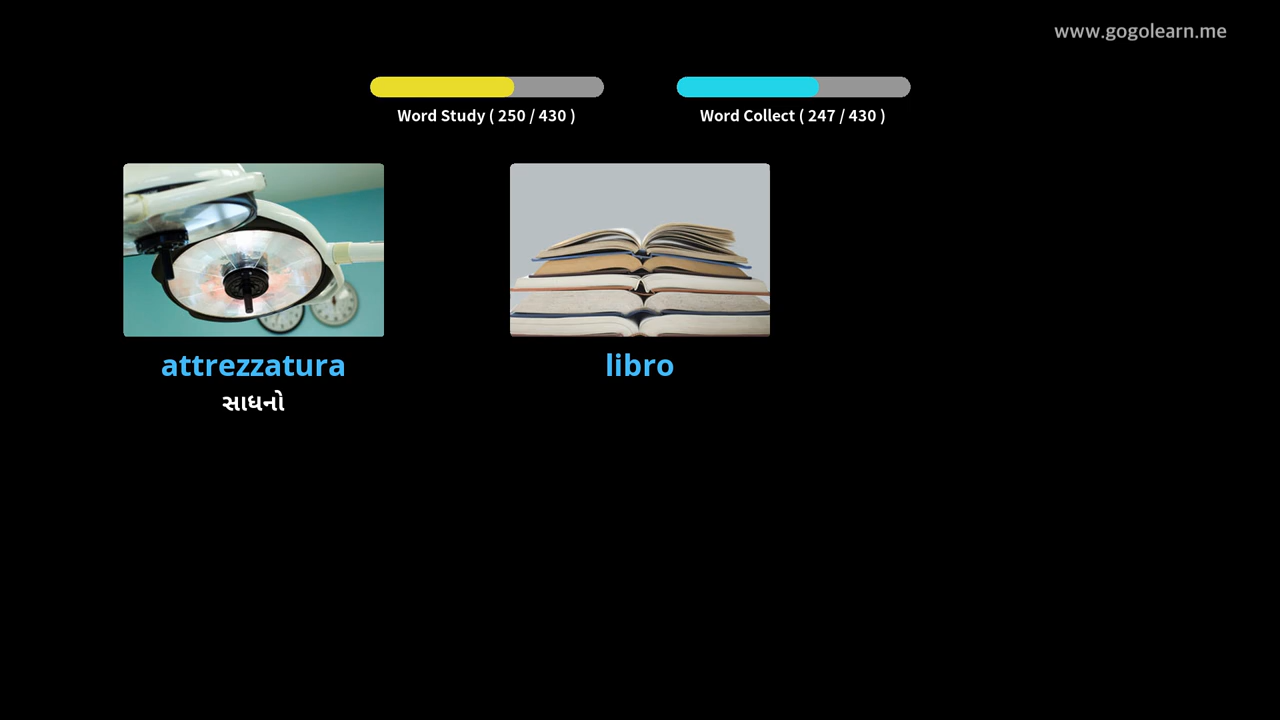 www.gogolearn.me
Word Study ( 250 / 430 )
Word Collect ( 247 / 430 )
attrezzatura
libro
સાધનો